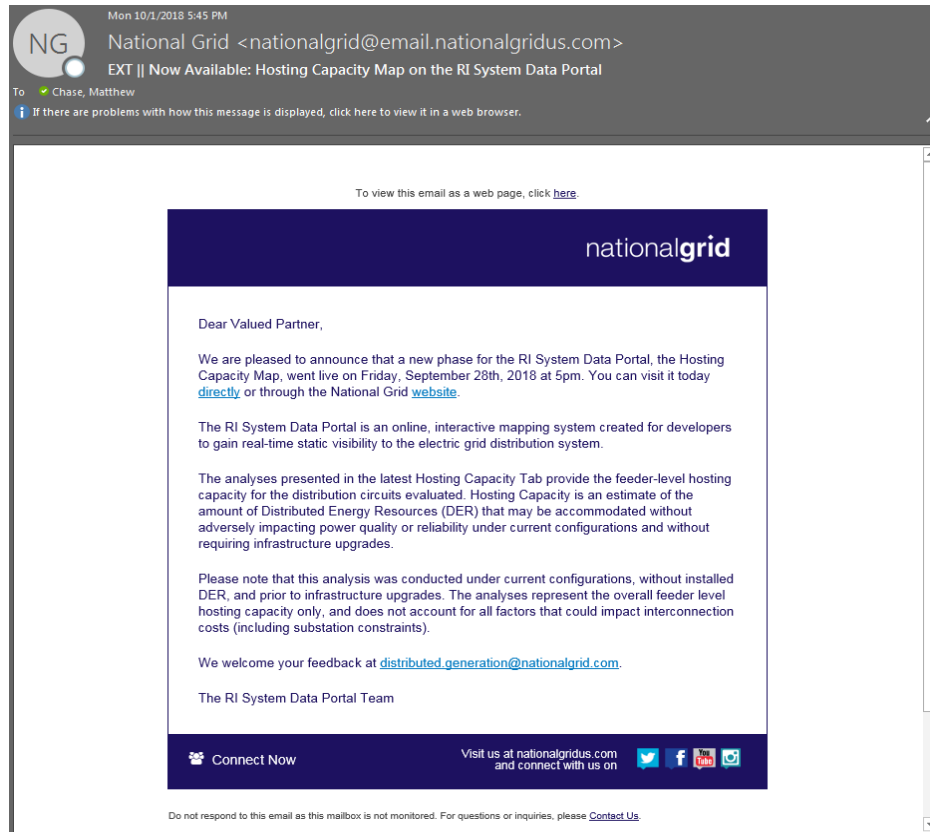 Mon 10/1/2018 5:45 PM
NG
National Grid <nationalgrid@email.nationalgridus.com>
EXT || Now Available: Hosting Capacity Map on the RI System Data Portal
To Chase, Matthew
If there are problems with how this message is displayed, click here to view it in a web browser.
To view this email as a web page, click here.
nationalgrid
Dear Valued Partner,
We are pleased to announce that a new phase for the RI System Data Portal, the Hosting
Capacity Map, went live on Friday, September 28th, 2018 at 5pm. You can visit it today
directly or through the National Grid website.
The RI System Data Portal is an online, interactive mapping system created for developers
to gain real-time static visibility to the electric grid distribution system.
The analyses presented in the latest Hosting Capacity Tab provide the feeder-level hosting
capacity for the distribution circuits evaluated. Hosting Capacity is an estimate of the
amount of Distributed Energy Resources (DER) that may be accommodated without
adversely impacting power quality or reliability under current configurations and without
requiring infrastructure upgrades.
Please note that this analysis was conducted under current configurations, without installed
DER, and prior to infrastructure upgrades. The analyses represent the overall feeder level
hosting capacity only, and does not account for all factors that could impact interconnection
costs (including substation constraints).
We welcome your feedback at distributed.generation@nationalgrid.com.
The RI System Data Portal Team
Connect Now
Visit us at nationalgridus.com
and connect with us on
You
Tube
Do not respond to this email as this mailbox is not monitored. For questions or inquiries, please Contact Us.